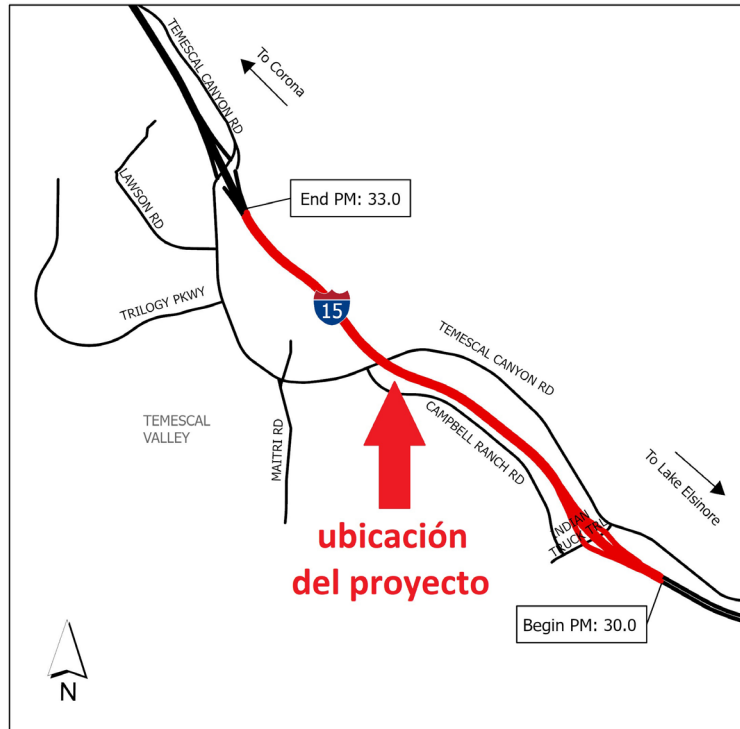 TEMESCAL CANYON RD
To Corona
LAWSON RD
End PM: 33.0
TRILOGY PKWY
15
TEMESCAL CANYON RD
TEMESCAL
VALLEY
MAITRI RD
CAMPBELL RANCH RD
To Lake Elsinore
INDIAN
TRUCK TRL
ubicación
del proyecto
Begin PM: 30.0
N